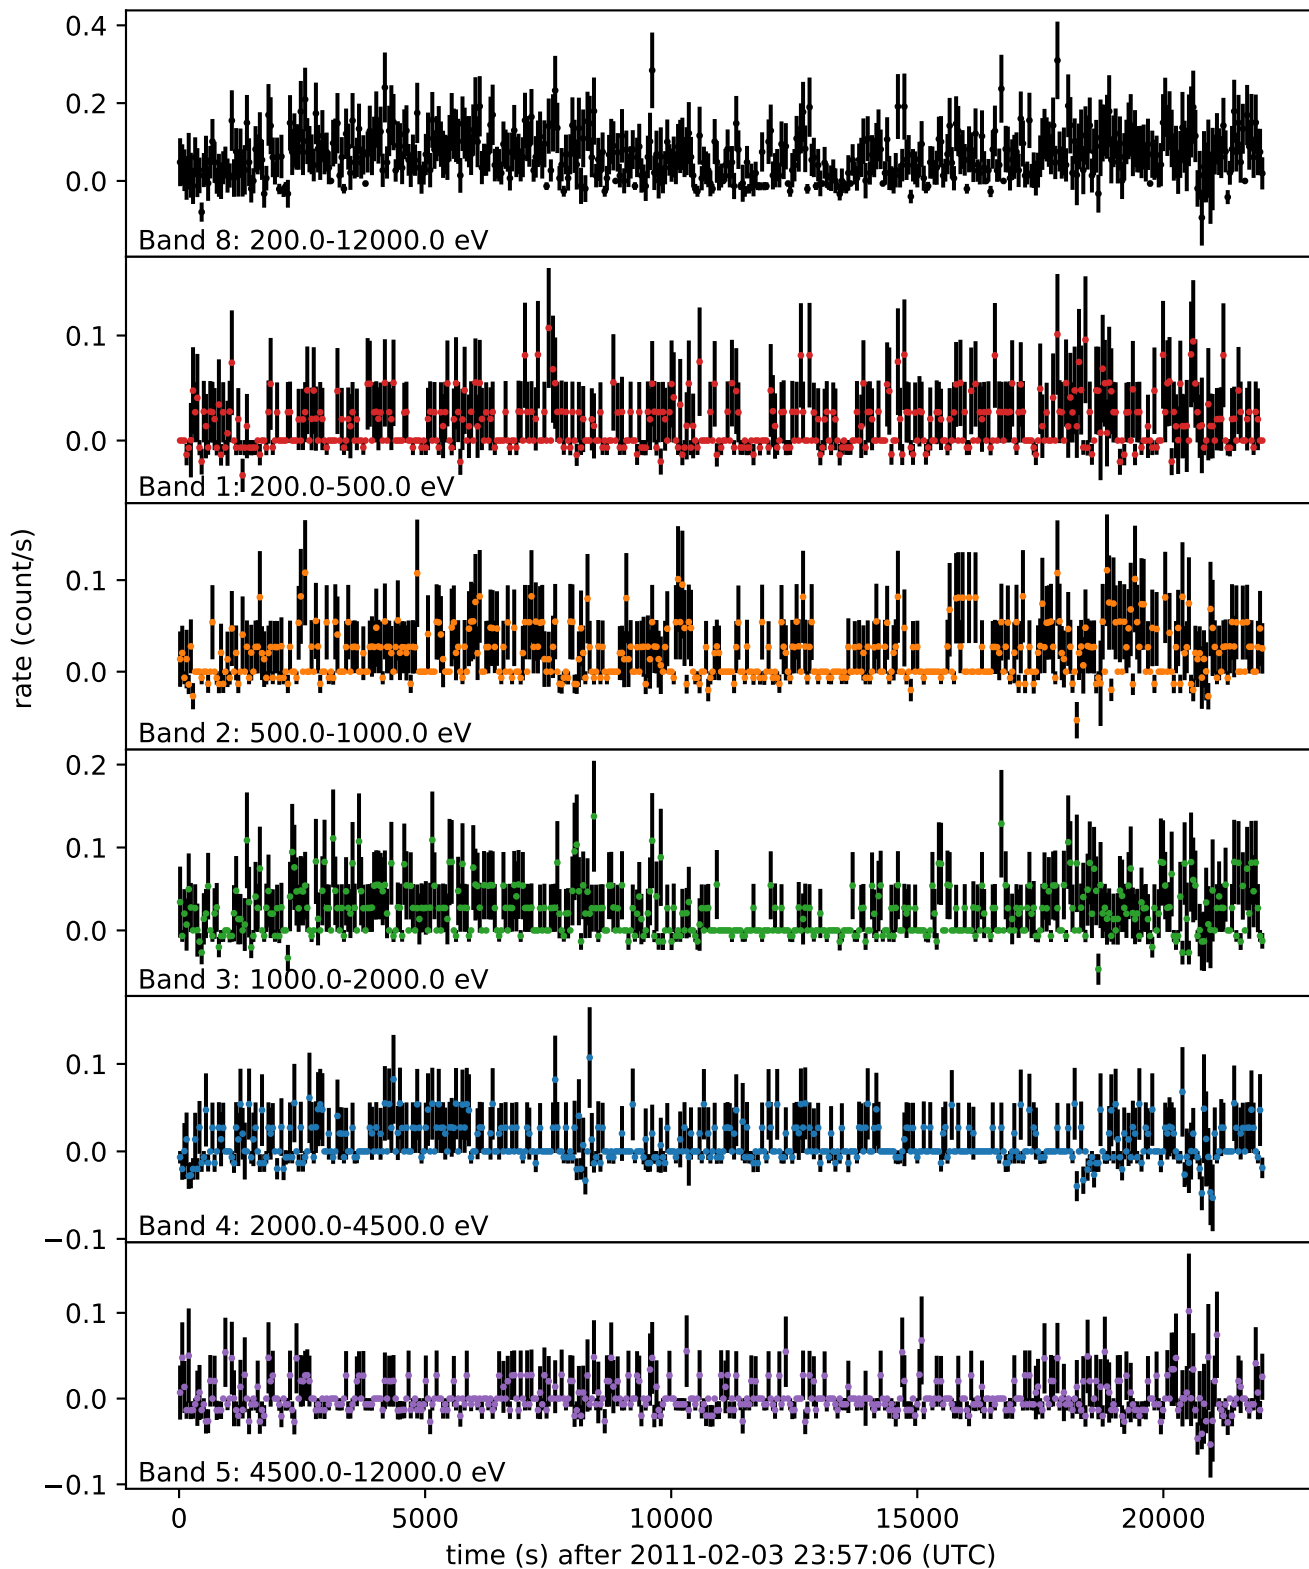 0.4
0.2
0.0
Band 8: 200.0-12000.0 eV
0.1
0.0
Band 1: 200.0-500.0 eV
0.1
0.0
Band 2: 500.0-1000.0 eV
rate (count/s)
0.2
0.1
0.0
Band 3: 1000.0-2000.0 eV
0.1
0.0
−0.1
Band 4: 2000.0-4500.0 eV
0.1
0.0
−0.1
Band 5: 4500.0-12000.0 eV
0 5000 10000 15000 20000
time (s) after 2011-02-03 23:57:06 (UTC)